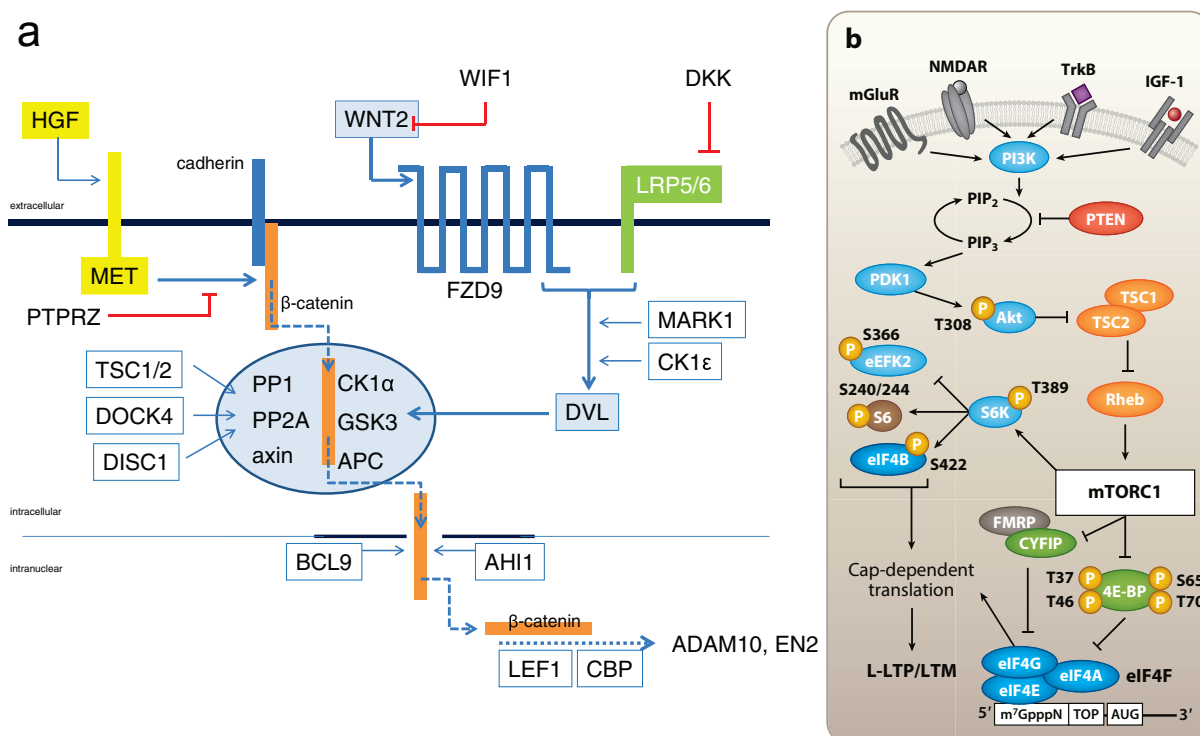 a
WIF1
DKK
HGF
WNT2
cadherin
LRP5/6
extracellular
MET
FZD9
β-catenin
PTPRZ
MARK1
TSC1/2
CK1ε
PP1
CK1α
DOCK4
PP2A
GSK3
DVL
DISC1
axin
APC
intracellular
intranuclear
BCL9
AHI1
β-catenin
ADAM10, EN2
LEF1
CBP
b
NMDAR
TrkB
IGF-1
mGluR
PI3K
PIP2
PTEN
PIP3
PDK1
TSC1
P
Akt
TSC2
T308
S366
P
eEFK2
S240/244
T389
P
P
S6
S6K
Rheb
P
eIF4B
S422
mTORC1
FMRP
CYFIP
Cap-dependent
translation
T37
P
P
S65
T46
P
4E-BP
P
T70
L-LTP/LTM
eIF4G
eIF4A
eIF4F
eIF4E
5′
m7GpppN
TOP
AUG
3′